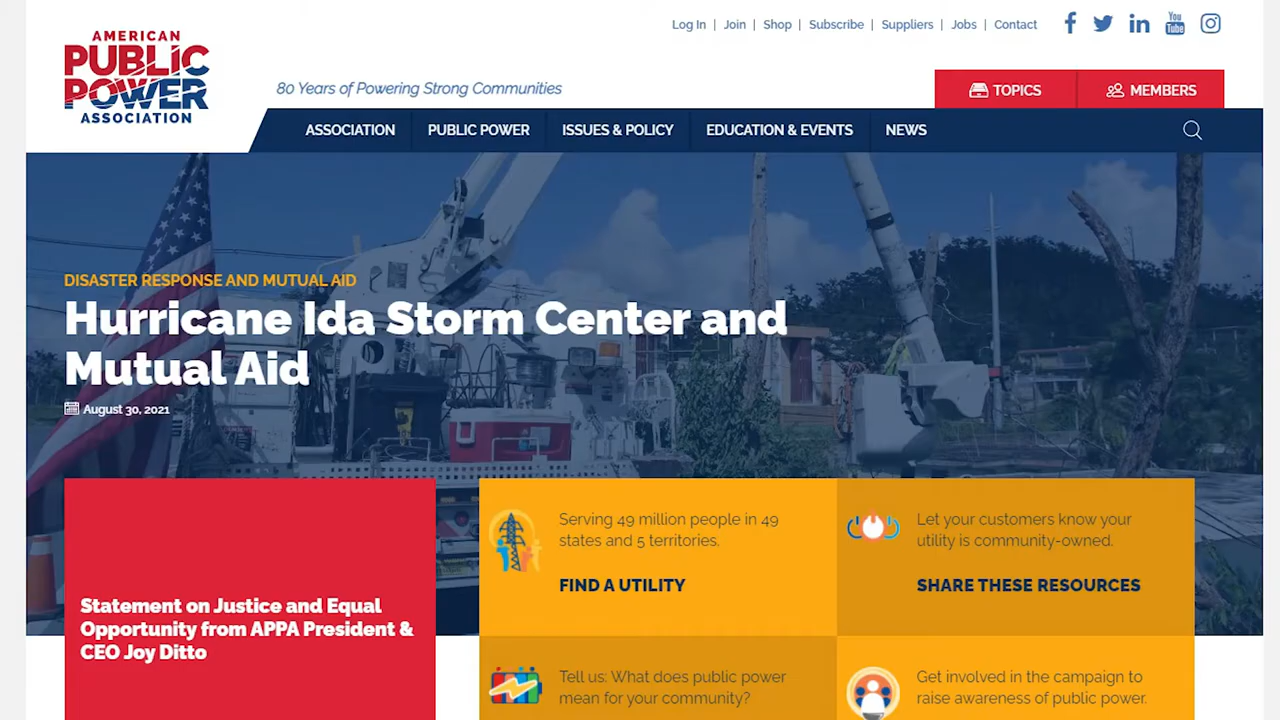 AMERICAN
PUBLIC
POWER
ASSOCIATION
Log In | Join | Shop | Subscribe | Suppliers | Jobs | Contact
You
Tube
80 Years of Powering Strong Communities
TOPICS
MEMBERS
ASSOCIATION
PUBLIC POWER
ISSUES & POLICY
EDUCATION & EVENTS
NEWS
DISASTER RESPONSE AND MUTUAL AID
Hurricane Ida Storm Center and
Mutual Aid
August 30, 2021
Statement on Justice and Equal
Opportunity from APPA President &
CEO Joy Ditto
Serving 49 million people in 49
states and 5 territories.
FIND A UTILITY
Let your customers know your
utility is community-owned.
SHARE THESE RESOURCES
Tell us: What does public power
mean for your community?
Get involved in the campaign to
raise awareness of public power.